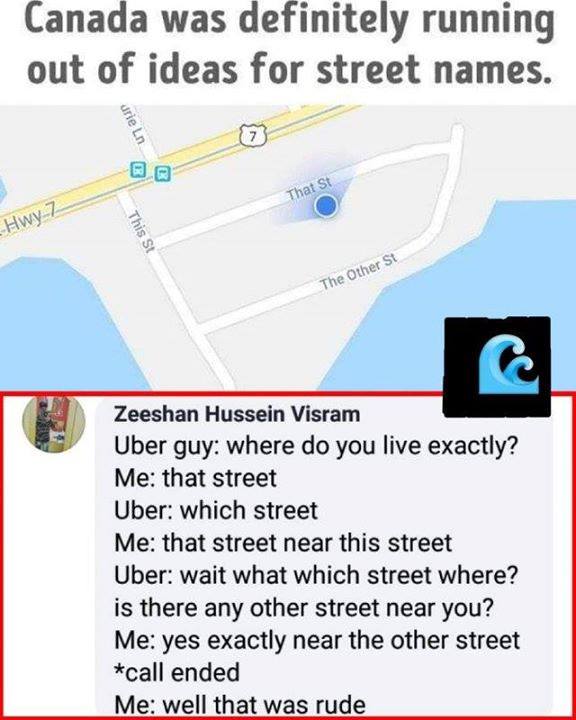 Canada was definitely running
out of ideas for street names.
urie Ln
7
Hwy 7
That St
This St
The Other St
Zeeshan Hussein Visram
Uber guy: where do you live exactly?
Me: that street
Uber: which street
Me: that street near this street
Uber: wait what which street where?
is there any other street near you?
Me: yes exactly near the other street
*call ended
Me: well that was rude